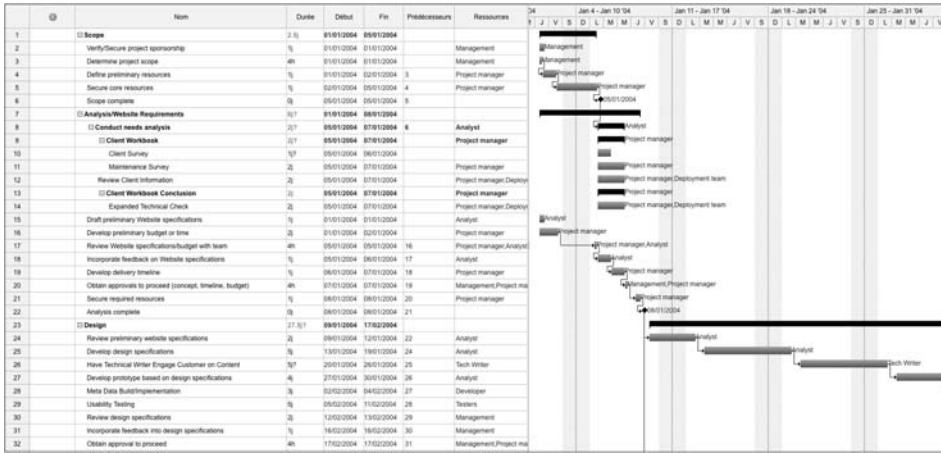 Nom Durée Début Fin Prédécesseurs Ressources
04 Jan 4 - Jan 10 '04 Jan 11 - Jan 17 '04 Jan 18 - Jan 24 '04 Jan 25 - Jan 31 '04
J V S D L M M J V S D L M M J V S D L M M J V S D L M M J V
1 Scope 2.5j 01/01/2004 05/01/2004
2 Verify/Secure project sponsorship 1j 01/01/2004 01/01/2004 Management Management
3 Determine project scope 4h 01/01/2004 01/01/2004 Management Management
4 Define preliminary resources 1j 01/01/2004 02/01/2004 3 Project manager Project manager
5 Secure core resources 1j 02/01/2004 05/01/2004 4 Project manager Project manager
6 Scope complete 0j 05/01/2004 05/01/2004 5 05/01/2004
7 Analysis/Website Requirements 01/01/2004 08/01/2004
8 Conduct needs analysis 2j? 05/01/2004 07/01/2004 6 Analyst Analyst
9 Client Workbook 2j? 05/01/2004 07/01/2004 Project manager Project manager
10 Client Survey 1j? 05/01/2004 06/01/2004
11 Maintenance Survey 2j 05/01/2004 07/01/2004 Project manager Project manager
12 Review Client Information 2j 05/01/2004 07/01/2004 Project manager,Deploy Project manager,Deployment team
13 Client Workbook Conclusion 2j 05/01/2004 07/01/2004 Project manager Project manager
14 Expanded Technical Check 2j 05/01/2004 07/01/2004 Project manager,Deploy Project manager,Deployment team
15 Draft preliminary Website specifications 1j 01/01/2004 01/01/2004 Analyst Analyst
16 Develop preliminary budget or time 2j 01/01/2004 02/01/2004 Project manager Project manager
17 Review Website specifications/budget with team 4h 05/01/2004 05/01/2004 16 Project manager,Analyst Project manager,Analyst
18 Incorporate feedback on Website specifications 1j 05/01/2004 06/01/2004 17 Analyst Analyst
19 Develop delivery timeline 1j 06/01/2004 07/01/2004 18 Project manager Project manager
20 Obtain approvals to proceed (concept, timeline, budget) 4h 07/01/2004 07/01/2004 19 Management,Project ma Management,Project manager
21 Secure required resources 1j 08/01/2004 08/01/2004 20 Project manager Project manager
22 Analysis complete 0j 08/01/2004 08/01/2004 21 08/01/2004
23 Design 27.5j? 09/01/2004 17/02/2004
24 Review preliminary website specifications 2j 09/01/2004 12/01/2004 22 Analyst Analyst
25 Develop design specifications 5j 13/01/2004 19/01/2004 24 Analyst Analyst
26 Have Technical Writer Engage Customer on Content 5j? 20/01/2004 26/01/2004 25 Tech Writer Tech Writer
27 Develop prototype based on design specifications 4j 27/01/2004 30/01/2004 26 Analyst
28 Meta Data Build/Implementation 3j 02/02/2004 04/02/2004 27 Developer
29 Usability Testing 5j 05/02/2004 11/02/2004 28 Testers
30 Review design specifications 2j 12/02/2004 13/02/2004 29 Management
31 Incorporate feedback into design specifications 1j 16/02/2004 16/02/2004 30 Management
32 Obtain approval to proceed 4h 17/02/2004 17/02/2004 31 Management,Project ma